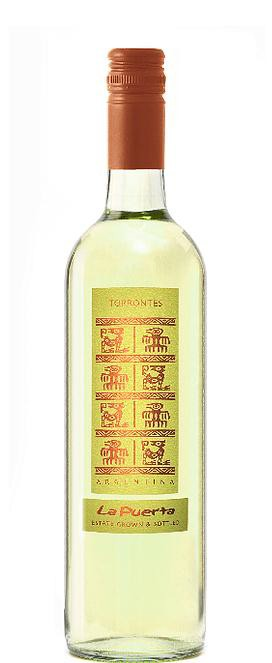 TORRONTES
ARGENTINA
La Puerta
ESTATE GROWN & BOTTLED